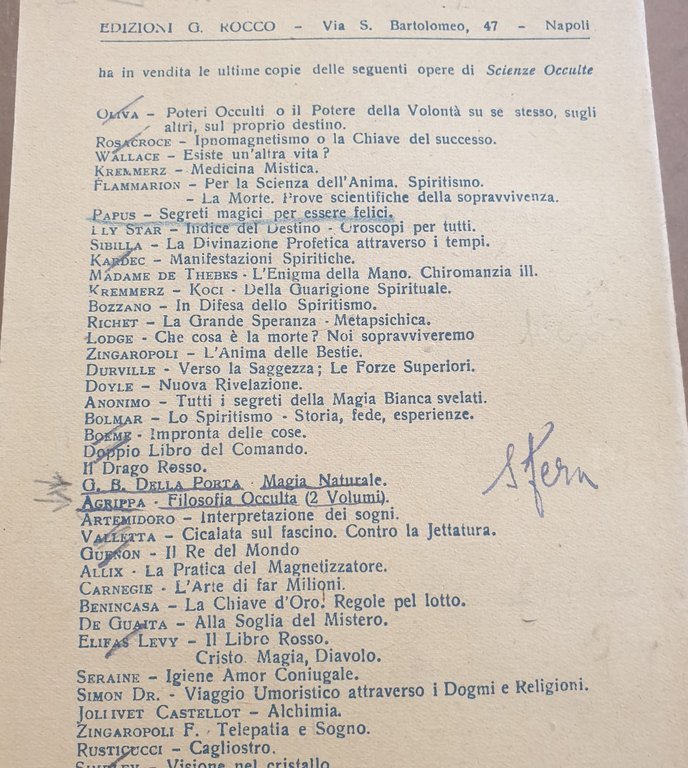 EDIZIONI G. ROCCO – Via S. Bartolomeo, 47 – Napoli
ha in vendita le ultime copie delle seguenti opere di Scienze Occulte
OLIVA – Poteri Occulti o il Potere della Volontà su se stesso, sugli
altri, sul proprio destino.
ROSACROCE – Ipnomagnetismo o la Chiave del successo.
WALLACE – Esiste un'altra vita?
KREMMERZ – Medicina Mistica.
FLAMMARION – Per la Scienza dell'Anima. Spiritismo.
– La Morte. Prove scientifiche della sopravvivenza.
PAPUS – Segreti magici per essere felici.
ELY STAR – Indice del Destino - Oroscopi per tutti.
SIBILLA – La Divinazione Profetica attraverso i tempi.
KARDEC – Manifestazioni Spiritiche.
MADAME DE THEBES - L'Enigma della Mano. Chiromanzia ill.
KREMMERZ – KOCI - Della Guarigione Spirituale.
BOZZANO – In Difesa dello Spiritismo.
RICHET – La Grande Speranza - Metapsichica.
LODGE - Che cosa è la morte? Noi sopravviveremo
ZINGAROPOLI – L'Anima delle Bestie.
DURVILLE – Verso la Saggezza; Le Forze Superiori.
DOYLE – Nuova Rivelazione.
ANONIMO – Tutti i segreti della Magia Bianca svelati.
BOLMAR – Lo Spiritismo - Storia, fede, esperienze.
BOEME - Impronta delle cose.
Doppio Libro del Comando.
Il Drago Rosso.
G. B. DELLA PORTA - Magia Naturale.
AGRIPPA - Filosofia Occulta (2 Volumi).
ARTEMIDORO – Interpretazione dei sogni.
VALLETTA – Cicalata sul fascino. Contro la Jettatura.
GUENON - Il Re del Mondo
ALLIX - La Pratica del Magnetizzatore.
CARNEGIE - L'Arte di far Milioni.
BENINCASA – La Chiave d'Oro! Regole pel lotto.
DE GUAITA – Alla Soglia del Mistero.
ELIFAS LEVY – Il Libro Rosso.
Cristo, Magia, Diavolo.
SERAINE – Igiene Amor Coniugale.
SIMON DR. - Viaggio Umoristico attraverso i Dogmi e Religioni.
JOLLIVET CASTELLOT – Alchimia.
ZINGAROPOLI F. - Telepatia e Sogno.
RUSTICUCCI – Cagliostro.
– Visione nel cristallo